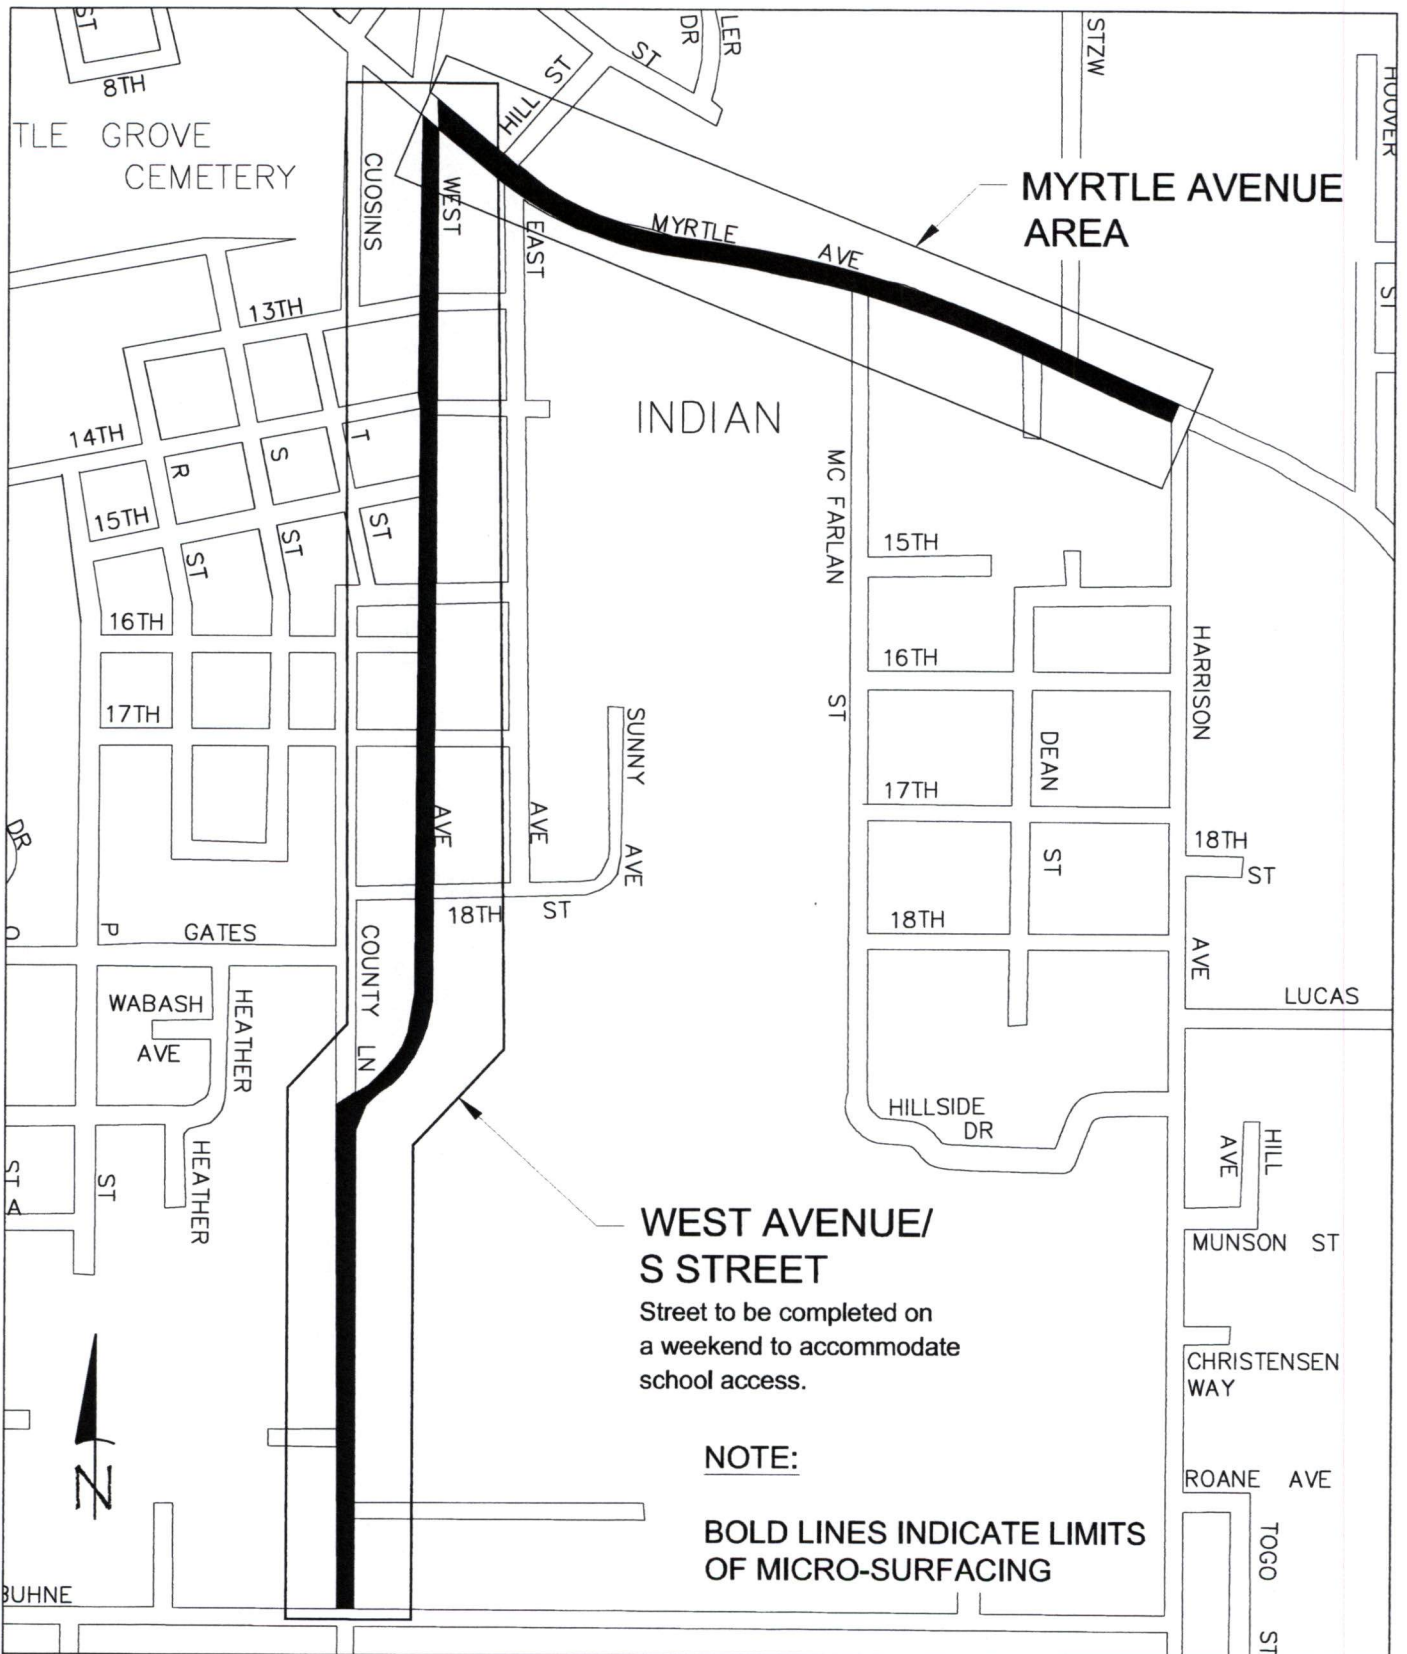 ST
8TH
TLE GROVE
CEMETERY
HILL ST
ST
DR
LER
STZW
HOOVER
ST
CUOSINS
WEST
EAST
MYRTLE AVE
MYRTLE AVENUE
AREA
13TH
14TH
15TH
R
S
T
ST
ST
ST
16TH
17TH
INDIAN
MC FARLAN
ST
15TH
16TH
17TH
18TH
DEAN
ST
HARRISON
AVE
18TH
ST
SUNNY
AVE
AVE
AVE
18TH ST
DR
P
GATES
COUNTY LN
WABASH
AVE
HEATHER
HEATHER
ST
A
ST
LUCAS
HILLSIDE
DR
HILL
AVE
MUNSON ST
CHRISTENSEN
WAY
ROANE AVE
TOGO ST
WEST AVENUE/
S STREET
Street to be completed on
a weekend to accommodate
school access.
NOTE:
BOLD LINES INDICATE LIMITS
OF MICRO-SURFACING
N
BUHNE